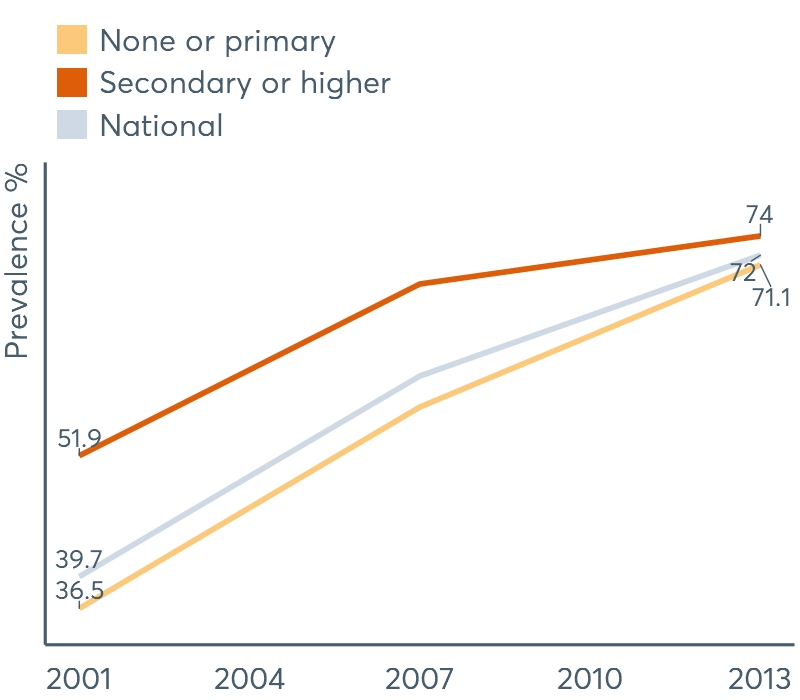 None or primary
Secondary or higher
National
Prevalence %
74
72
71.1
51.9
39.7
36.5
2001 2004 2007 2010 2013